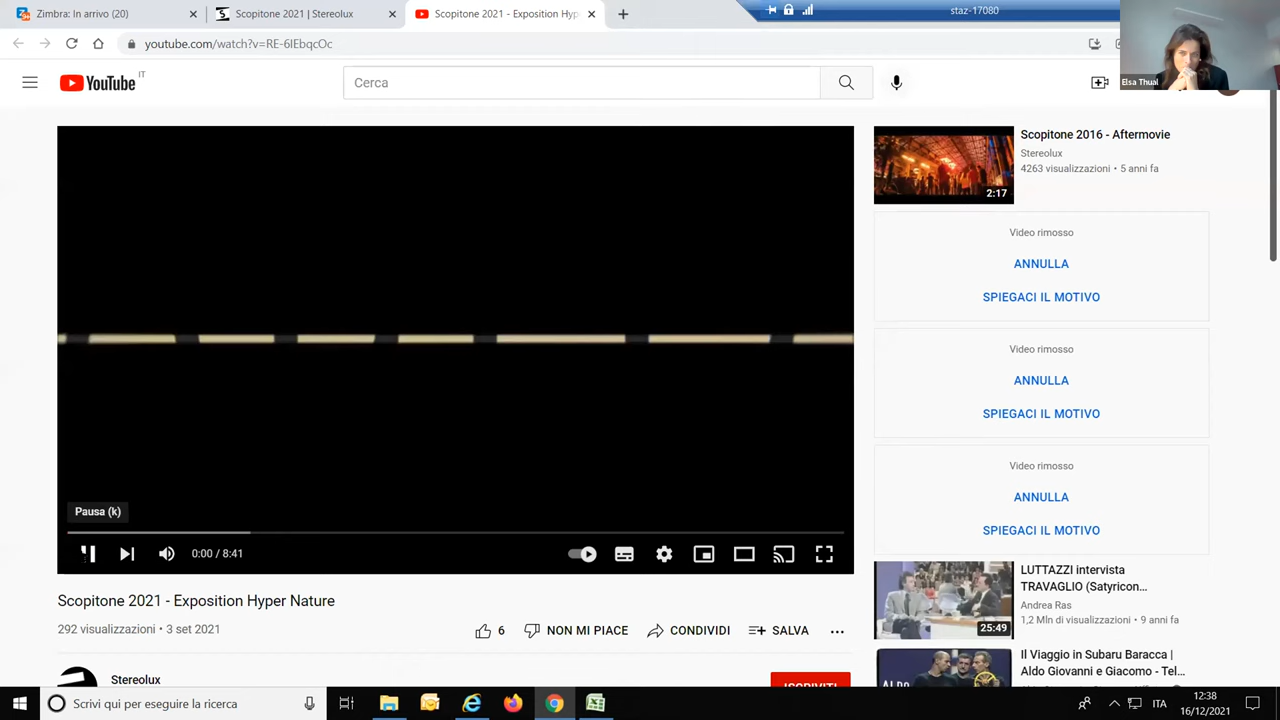 Zimbra: In arrivo (20)
Scopitone 2021 | Stereolux
Scopitone 2021 - Exposition Hyp
staz-17080
youtube.com/watch?v=RE-6IEbqcOc
Elsa Thual
YouTube IT
Cerca
Scopitone 2016 - Aftermovie
Stereolux
4263 visualizzazioni • 5 anni fa
2:17
Video rimosso
ANNULLA
SPIEGACI IL MOTIVO
Video rimosso
ANNULLA
SPIEGACI IL MOTIVO
Video rimosso
ANNULLA
SPIEGACI IL MOTIVO
Pausa (k)
0:00 / 8:41
LUTTAZZI intervista
TRAVAGLIO (Satyricon...
Andrea Ras
1,2 Mln di visualizzazioni • 9 anni fa
25:49
Scopitone 2021 - Exposition Hyper Nature
292 visualizzazioni • 3 set 2021
6 NON MI PIACE CONDIVIDI SALVA
Il Viaggio in Subaru Baracca |
Aldo Giovanni e Giacomo - Tel...
ALDO
Stereolux
ISCRIVITI
Scrivi qui per eseguire la ricerca
ITA
12:38
16/12/2021